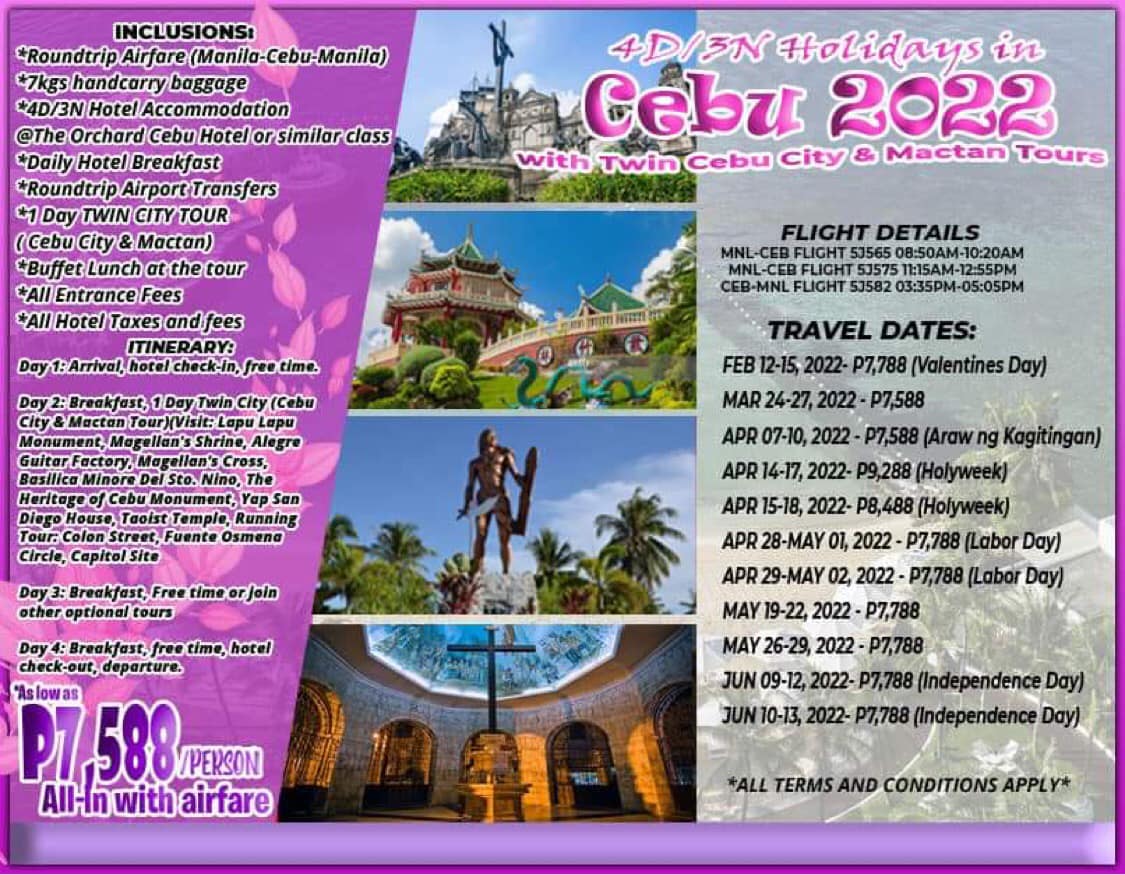 INCLUSIONS:
*Roundtrip Airfare (Manila-Cebu-Manila)
*7kgs handcarry baggage
*4D/3N Hotel Accommodation
@The Orchard Cebu Hotel or similar class
*Daily Hotel Breakfast
*Roundtrip Airport Transfers
*1 Day TWIN CITY TOUR
( Cebu City & Mactan)
*Buffet Lunch at the tour
*All Entrance Fees
*All Hotel Taxes and fees
ITINERARY:
Day 1: Arrival, hotel check-in, free time.
Day 2: Breakfast, 1 Day Twin City (Cebu
City & Mactan Tour)(Visit: Lapu Lapu
Monument, Magellan's Shrine, Alegre
Guitar Factory, Magellan's Cross,
Basilica Minore Del Sto. Nino, The
Heritage of Cebu Monument, Yap San
Diego House, Taoist Temple, Running
Tour: Colon Street, Fuente Osmena
Circle, Capitol Site
Day 3: Breakfast, Free time or join
other optional tours
Day 4: Breakfast, free time, hotel
check-out, departure.
*As low as
P7,588/PERSON
All-In with airfare
4D/3N Holidays in
Cebu 2022
with Twin Cebu City & Mactan Tours
FLIGHT DETAILS
MNL-CEB FLIGHT 5J565 08:50AM-10:20AM
MNL-CEB FLIGHT 5J575 11:15AM-12:55PM
CEB-MNL FLIGHT 5J582 03:35PM-05:05PM
TRAVEL DATES:
FEB 12-15, 2022- P7,788 (Valentines Day)
MAR 24-27, 2022 - P7,588
APR 07-10, 2022 - P7,588 (Araw ng Kagitingan)
APR 14-17, 2022- P9,288 (Holyweek)
APR 15-18, 2022- P8,488 (Holyweek)
APR 28-MAY 01, 2022 - P7,788 (Labor Day)
APR 29-MAY 02, 2022 - P7,788 (Labor Day)
MAY 19-22, 2022 - P7,788
MAY 26-29, 2022 - P7,788
JUN 09-12, 2022- P7,788 (Independence Day)
JUN 10-13, 2022- P7,788 (Independence Day)
*ALL TERMS AND CONDITIONS APPLY*